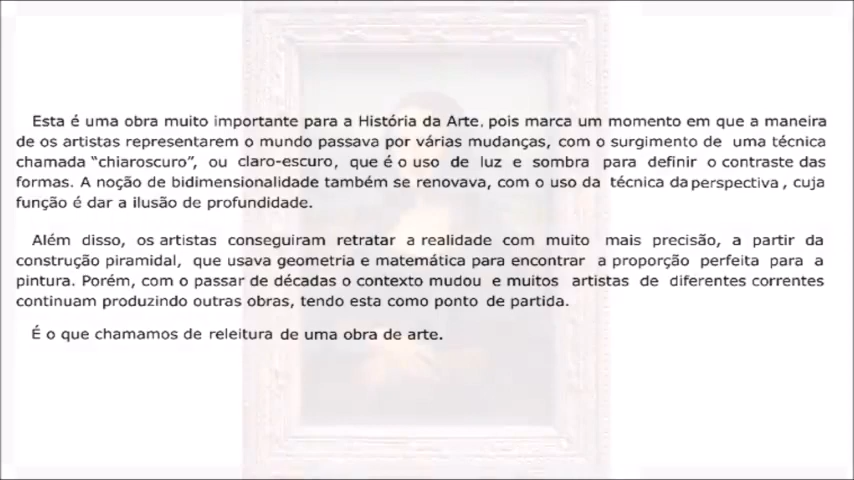 Esta é uma obra muito importante para a História da Arte, pois marca um momento em que a maneira
de os artistas representarem o mundo passava por várias mudanças, com o surgimento de uma técnica
chamada “chiaroscuro”, ou claro-escuro, que é o uso de luz e sombra para definir o contraste das
formas. A noção de bidimensionalidade também se renovava, com o uso da técnica da perspectiva, cuja
função é dar a ilusão de profundidade.
Além disso, os artistas conseguiram retratar a realidade com muito mais precisão, a partir da
construção piramidal, que usava geometria e matemática para encontrar a proporção perfeita para a
pintura. Porém, com o passar de décadas o contexto mudou e muitos artistas de diferentes correntes
continuam produzindo outras obras, tendo esta como ponto de partida.
É o que chamamos de releitura de uma obra de arte.